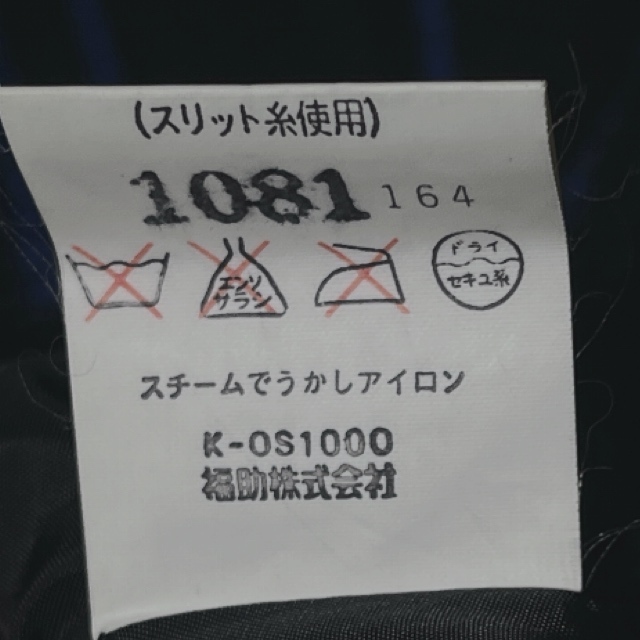 (スリット糸使用)
1081 164
エンソ
サラシ
ドライ
セキユ系
スチームでうかしアイロン
K-OS1000
福助株式会社